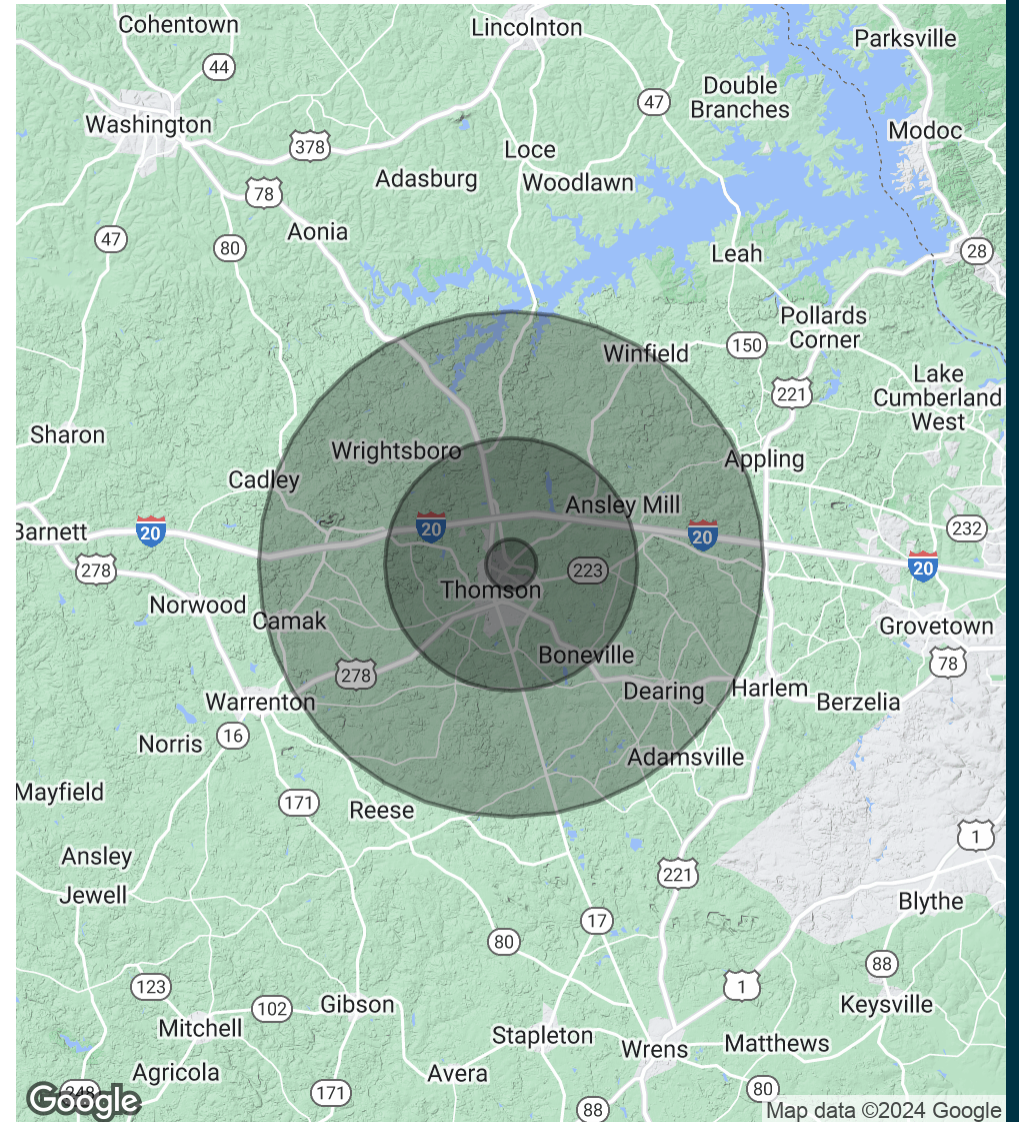 Cohentown
Lincolnton
Parksville
44
Double
Branches
47
Washington
Modoc
378
Loce
Adasburg
Woodlawn
78
Aonia
47
80
Leah
28
Pollards
Corner
150
Winfield
Lake
Cumberland
West
221
Sharon
Wrightsboro
Appling
Cadley
Ansley Mill
Barnett
20
20
20
232
278
223
20
Thomson
Norwood
Camak
Grovetown
Boneville
78
278
Dearing
Harlem
Warrenton
Berzelia
16
Norris
Adamsville
Mayfield
171
Reese
1
Ansley
221
Jewell
Blythe
17
80
88
123
1
102
Gibson
Keysville
Mitchell
Stapleton
Wrens
Matthews
Agricola
Avera
248
171
80
88
Google
Map data ©2024 Google